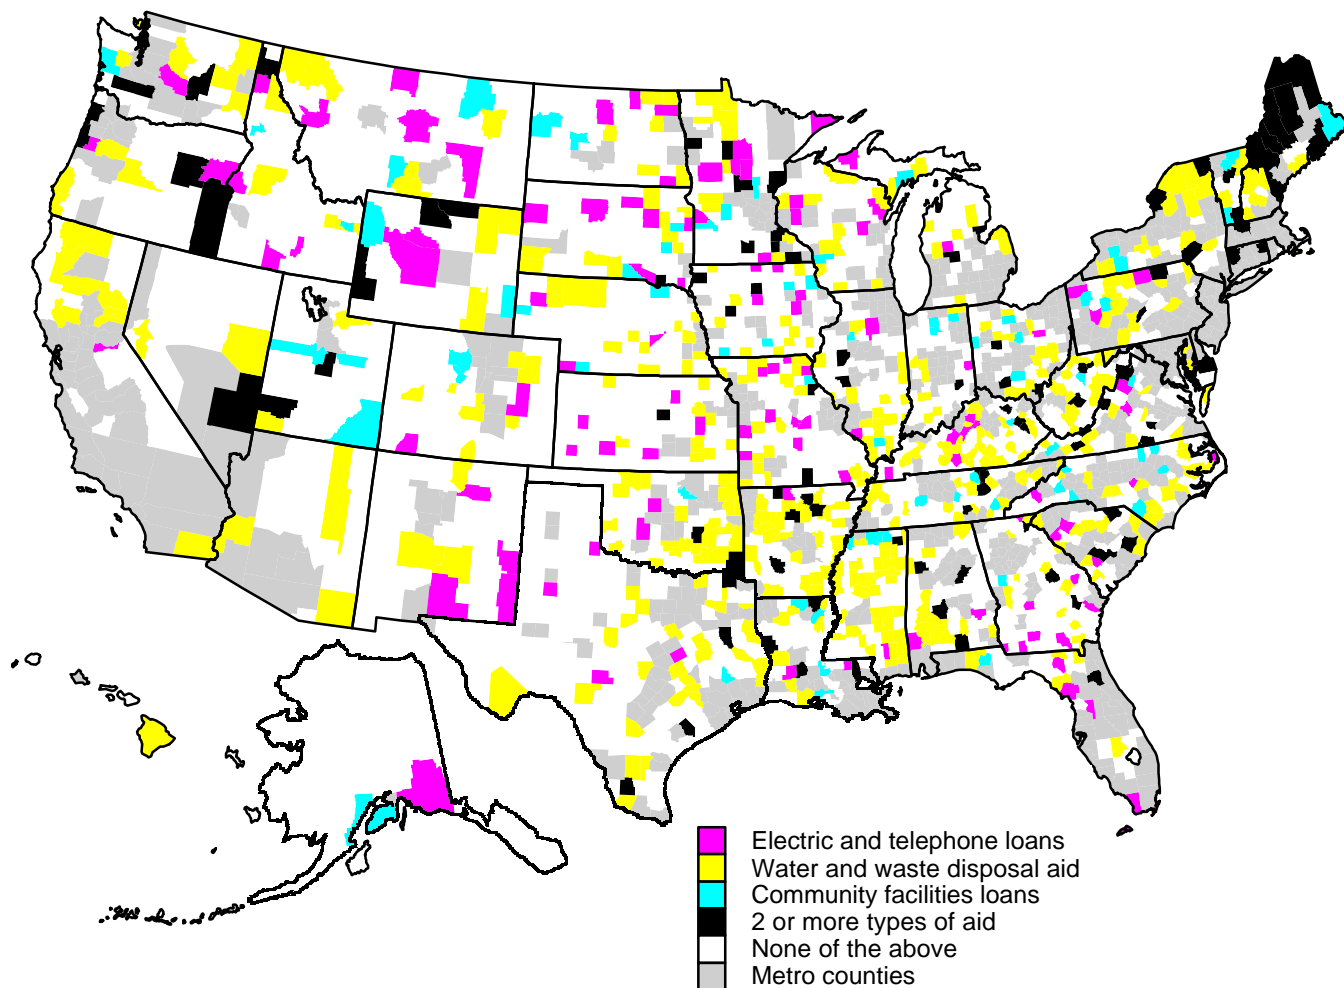 Electric and telephone loans
Water and waste disposal aid
Community facilities loans
2 or more types of aid
None of the above
Metro counties